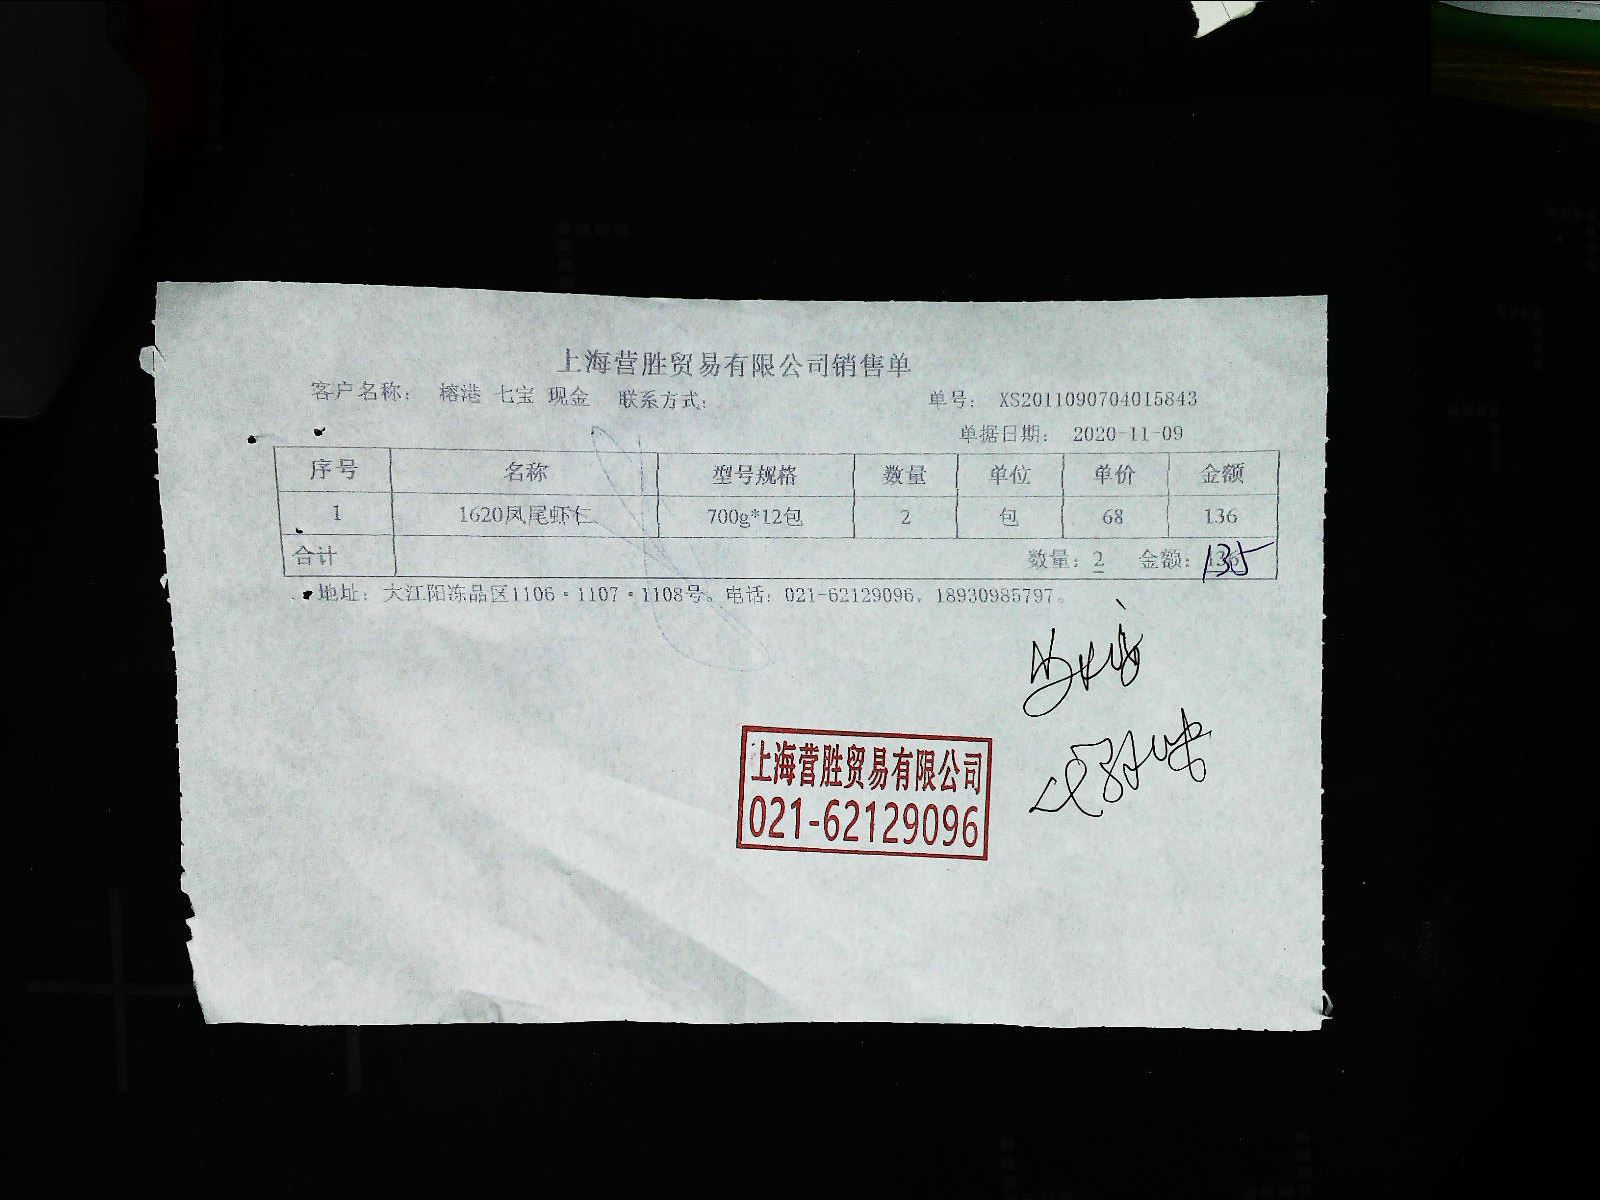 上海营胜贸易有限公司销售单
客户名称： 榕港 七宝 现金 联系方式： 单号： XS2011090704015843
单据日期： 2020-11-09
序号 名称 型号规格 数量 单位 单价 金额
1 1620凤尾虾仁 700g*12包 2 包 68 136
合计 数量：2 金额：135
地址：大江阳冻品区1106·1107·1108号。电话：021-62129096，18930985797。
上海营胜贸易有限公司
021-62129096